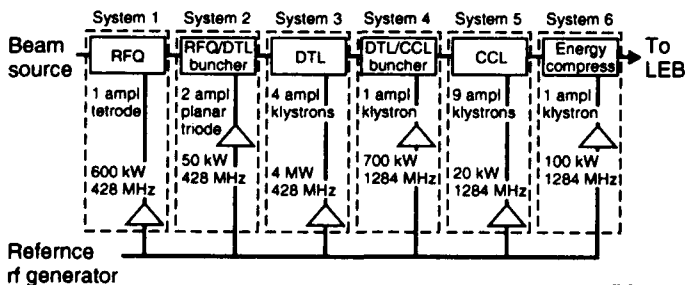 System 1 System 2 System 3 System 4 System 5 System 6
Beam source
RFQ
RFQ/DTL buncher
DTL
DTL/CCL buncher
CCL
Energy compress
To LEB
1 ampl tetrode
2 ampl planar triode
4 ampl klystrons
1 ampl klystron
9 ampl klystrons
1 ampl klystron
600 kW 428 MHz
50 kW 428 MHz
4 MW 428 MHz
700 kW 1284 MHz
20 kW 1284 MHz
100 kW 1284 MHz
Refernce
rf generator